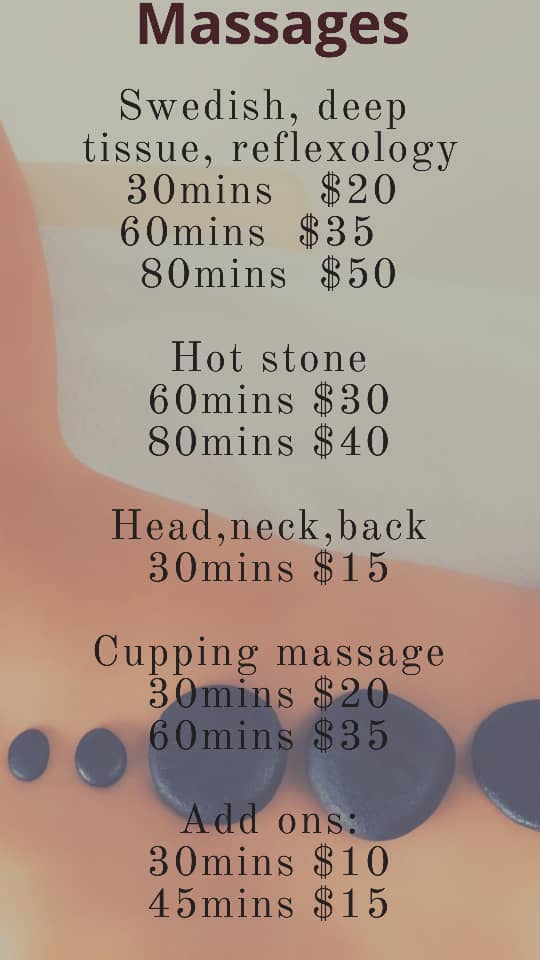 Massages
Swedish, deep
tissue, reflexology
30mins $20
60mins $35
80mins $50
Hot stone
60mins $30
80mins $40
Head,neck,back
30mins $15
Cupping massage
30mins $20
60mins $35
Add ons:
30mins $10
45mins $15